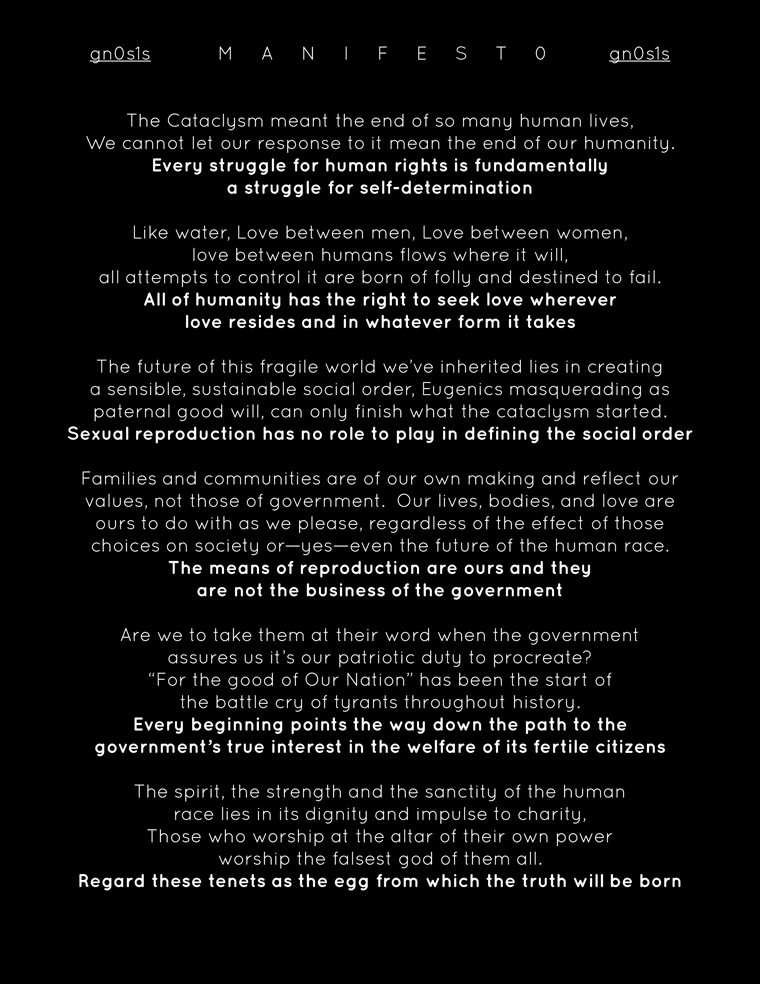 gn0s1s M A N I F E S T 0 gn0s1s
The Cataclysm meant the end of so many human lives,
We cannot let our response to it mean the end of our humanity.
Every struggle for human rights is fundamentally
a struggle for self-determination
Like water, Love between men, Love between women,
love between humans flows where it will,
all attempts to control it are born of folly and destined to fail.
All of humanity has the right to seek love wherever
love resides and in whatever form it takes
The future of this fragile world we've inherited lies in creating
a sensible, sustainable social order, Eugenics masquerading as
paternal good will, can only finish what the cataclysm started.
Sexual reproduction has no role to play in defining the social order
Families and communities are of our own making and reflect our
values, not those of government. Our lives, bodies, and love are
ours to do with as we please, regardless of the effect of those
choices on society or—yes—even the future of the human race.
The means of reproduction are ours and they
are not the business of the government
Are we to take them at their word when the government
assures us it's our patriotic duty to procreate?
“For the good of Our Nation” has been the start of
the battle cry of tyrants throughout history.
Every beginning points the way down the path to the
government's true interest in the welfare of its fertile citizens
The spirit, the strength and the sanctity of the human
race lies in its dignity and impulse to charity,
Those who worship at the altar of their own power
worship the falsest god of them all.
Regard these tenets as the egg from which the truth will be born